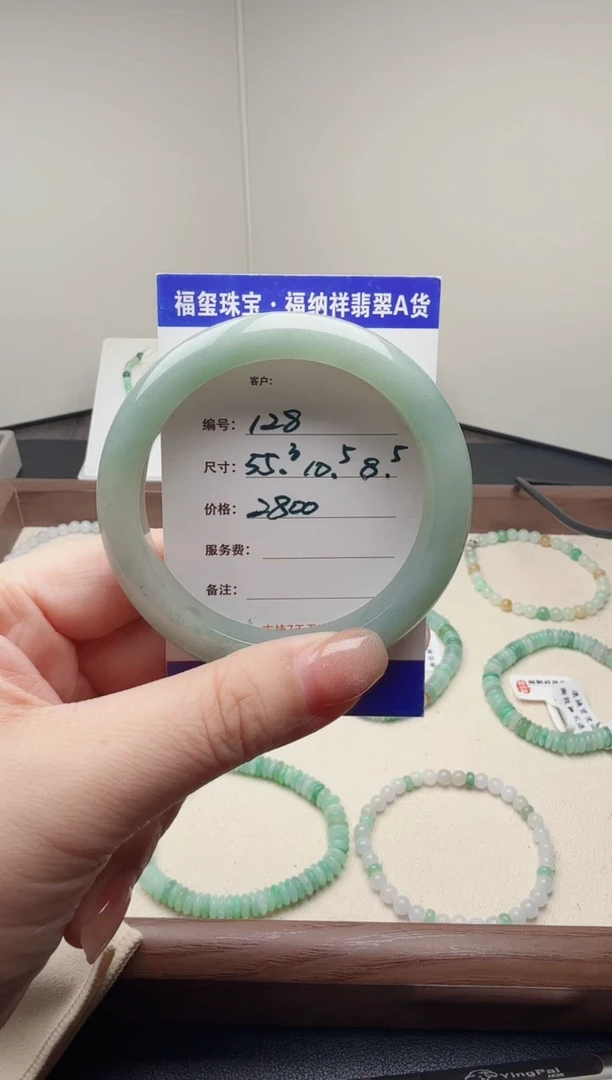 福玺珠宝·福纳祥翡翠A货
客户:
编号: 128
尺寸: 55.3 10.5 8.5
价格: 2800
服务费:
备注:
YingPai